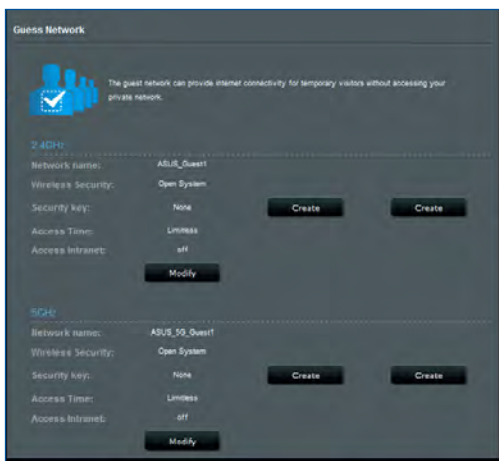 Guess Network
The guest network can provide Internet connectivity for temporary visitors without accessing your
private network.
2.4GHz
Network name: ASUS_Guest1
Wireless Security: Open System
Security key: None Create Create
Access Time: Limitless
Access Intranet: off
Modify
5GHz
Network name: ASUS_5G_Guest1
Wireless Security: Open System
Security key: None Create Create
Access Time: Limitless
Access Intranet: off
Modify